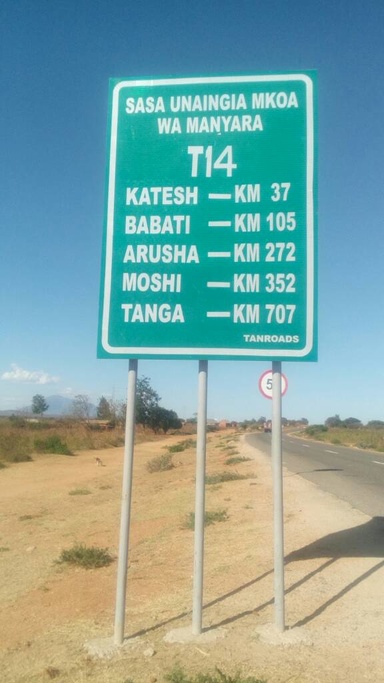 SASA UNAINGIA MKOA
WA MANYARA
T14
KATESH — KM 37
BABATI — KM 105
ARUSHA — KM 272
MOSHI — KM 352
TANGA — KM 707
TANROADS